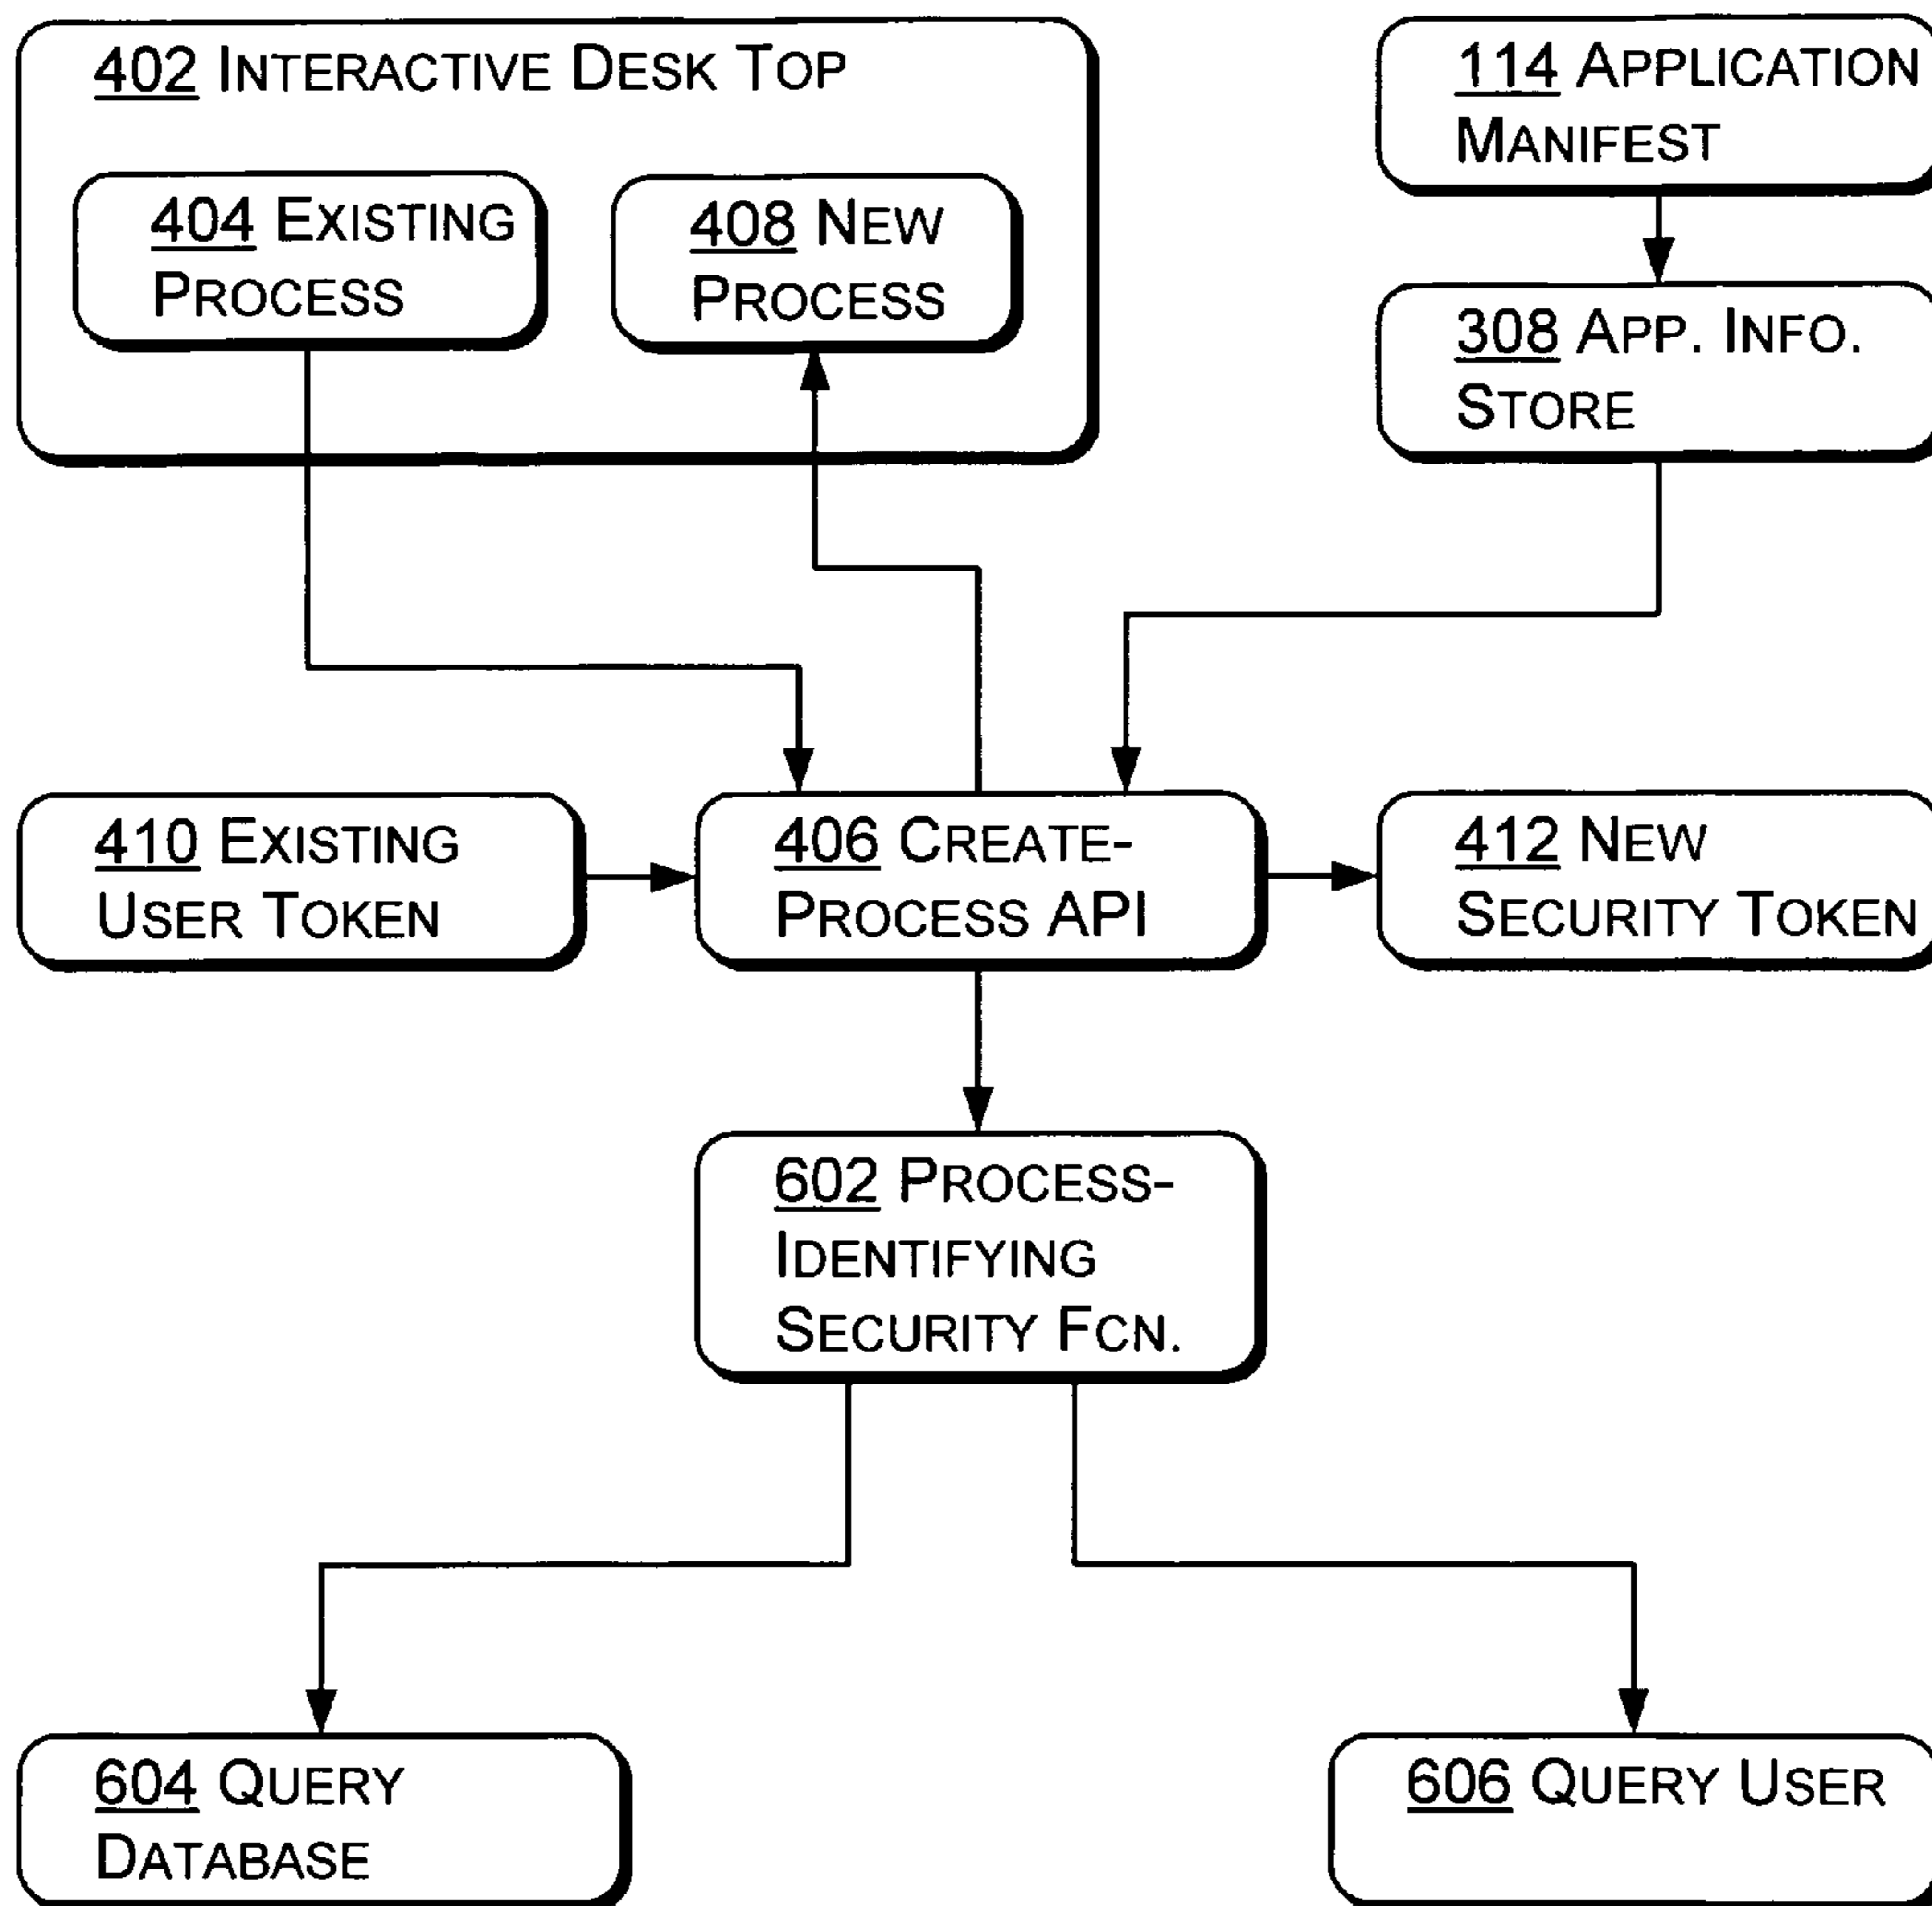 402 INTERACTIVE DESK TOP
404 EXISTING
PROCESS
408 NEW
PROCESS
114 APPLICATION
MANIFEST
308 APP. INFO.
STORE
410 EXISTING
USER TOKEN
406 CREATE-
PROCESS API
412 NEW
SECURITY TOKEN
602 PROCESS-
IDENTIFYING
SECURITY FCN.
604 QUERY
DATABASE
606 QUERY USER